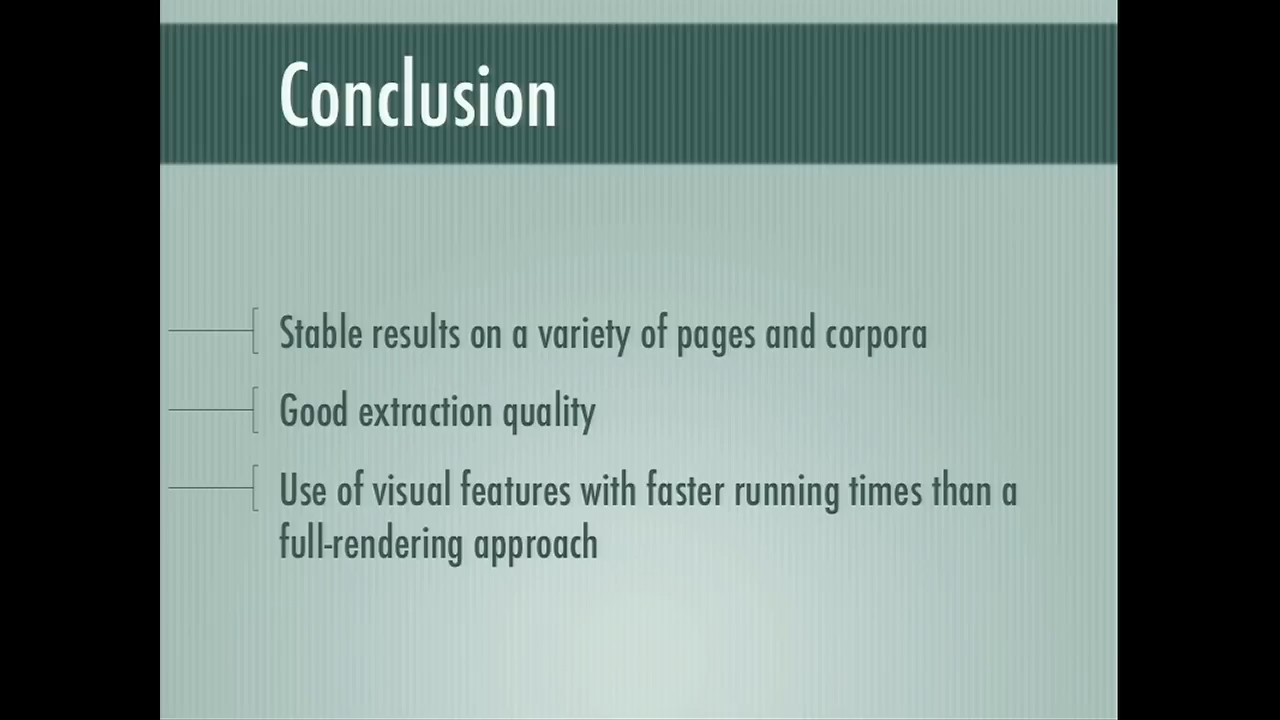 Conclusion
Stable results on a variety of pages and corpora
Good extraction quality
Use of visual features with faster running times than a
full-rendering approach